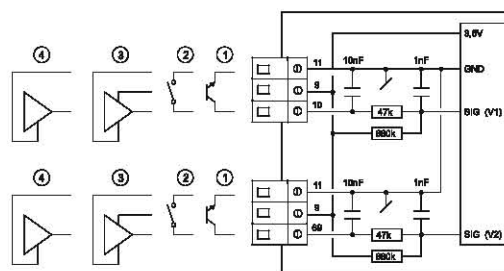 ④ ③ ② ①
11
9
10
10nF
1nF
47k
680k
3,6V
GND
SIG (V1)
④ ③ ② ①
11
9
69
10nF
1nF
47k
680k
SIG (V2)